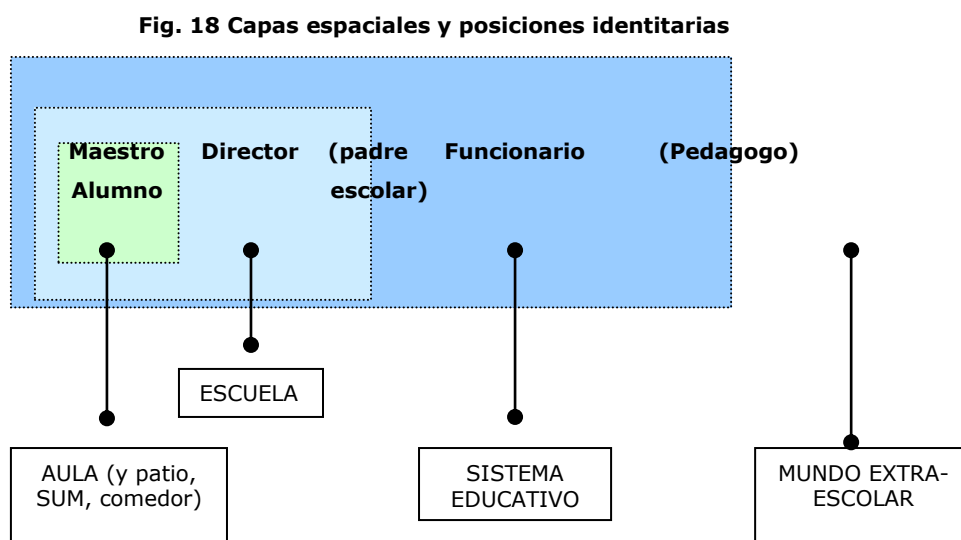 Fig. 18 Capas espaciales y posiciones identitarias
Maestro Director (padre Funcionario (Pedagogo)
Alumno escolar)
ESCUELA
AULA (y patio,
SUM, comedor)
SISTEMA
EDUCATIVO
MUNDO EXTRA-
ESCOLAR